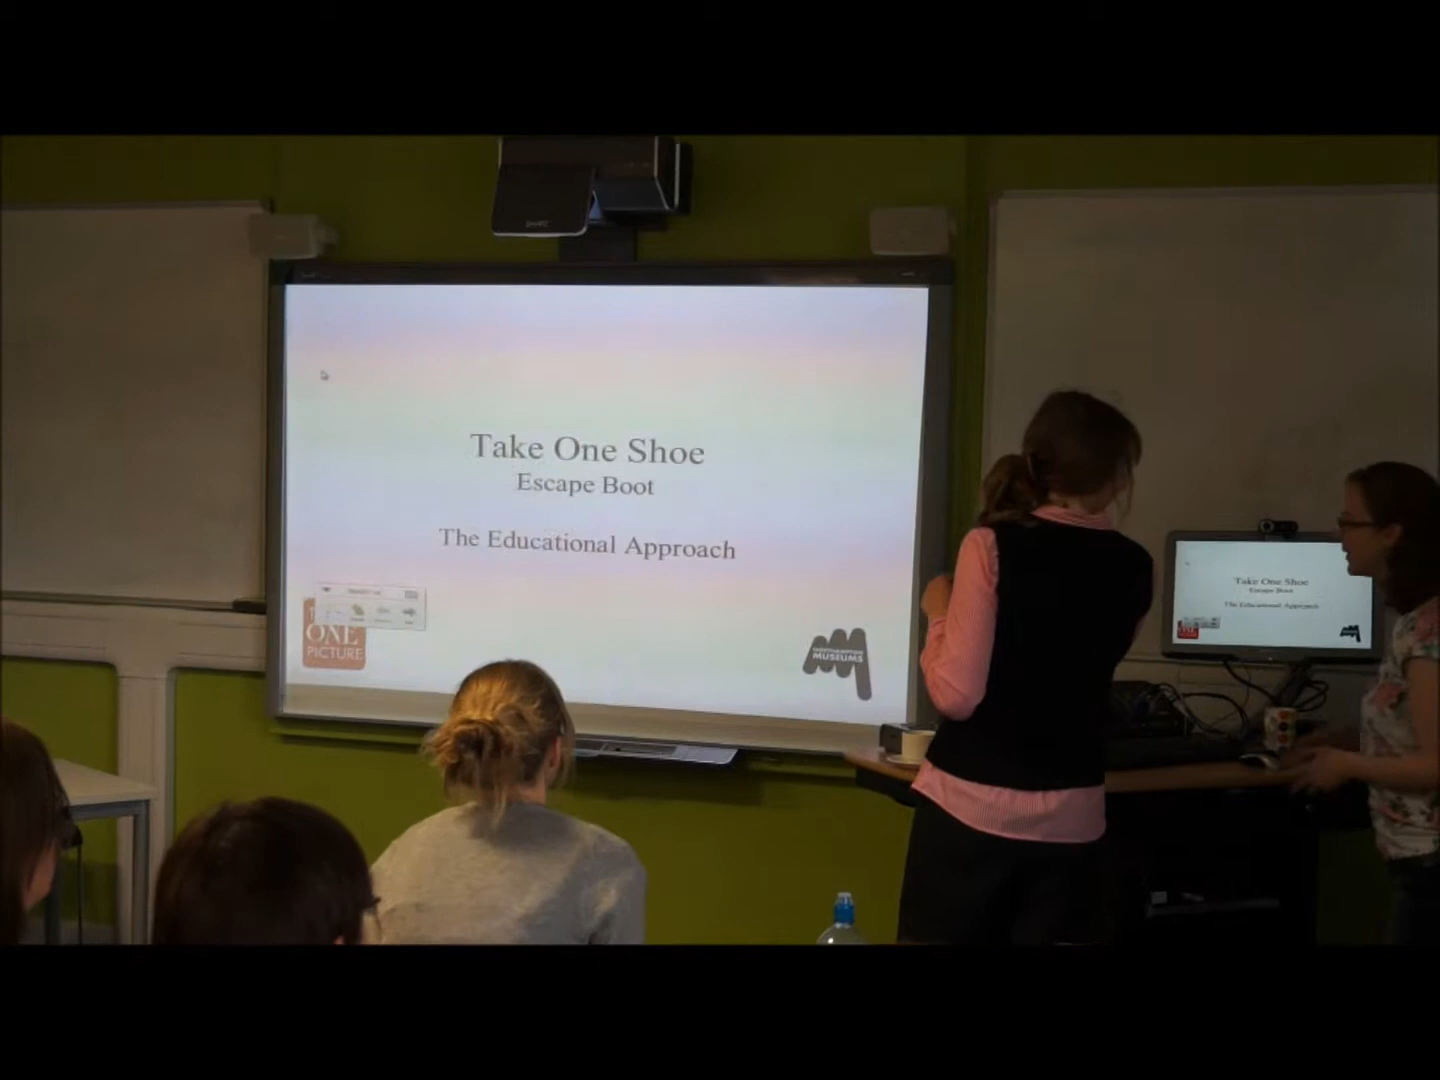 Take One Shoe
Escape Boot
The Educational Approach
ONE
PICTURE
NORTHAMPTON
MUSEUMS
Take One Shoe
Escape Boot
The Educational Approach